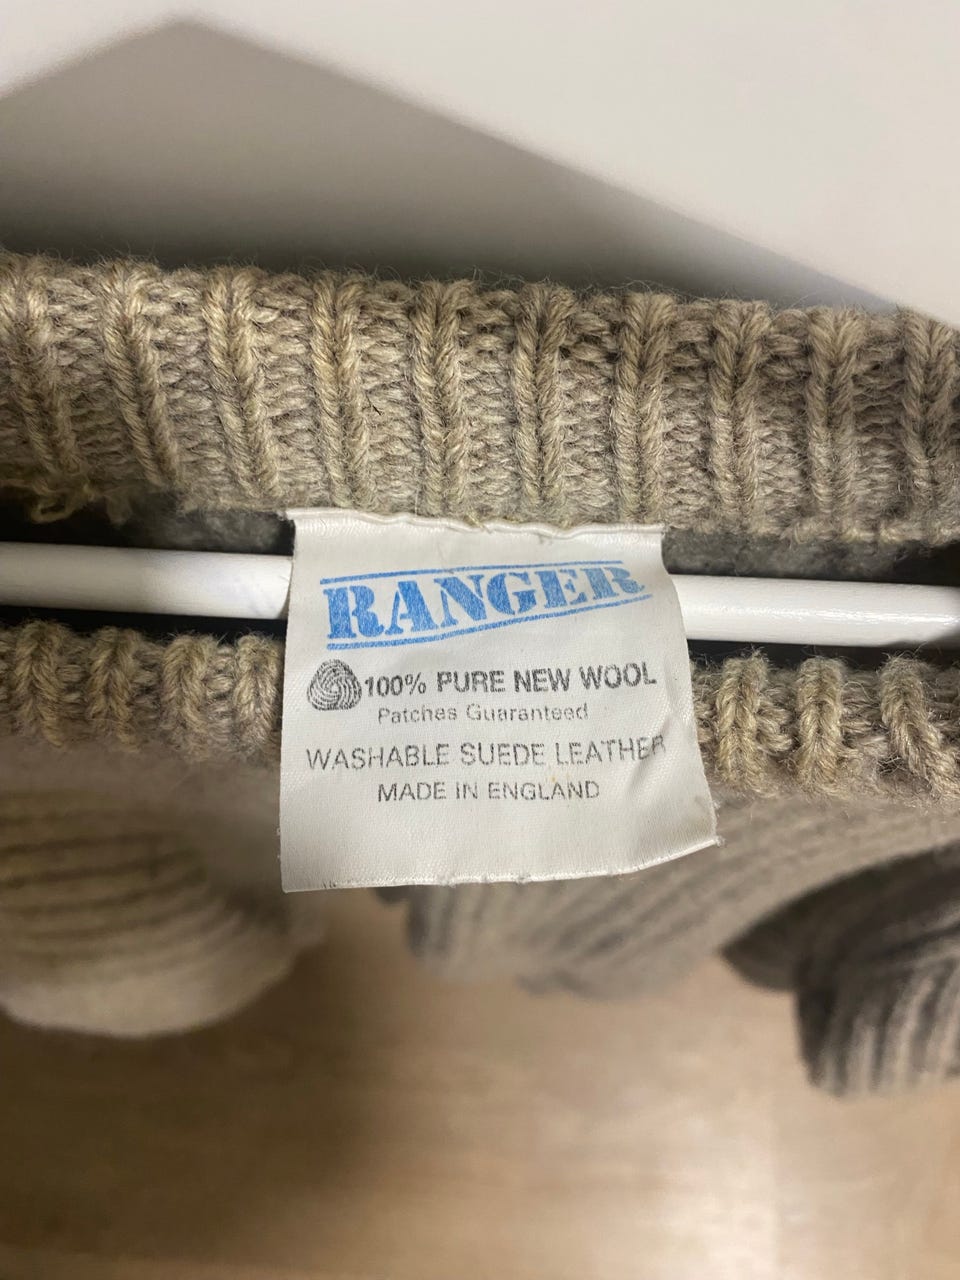 RANGER
100% PURE NEW WOOL
Patches Guaranteed
WASHABLE SUEDE LEATHER
MADE IN ENGLAND